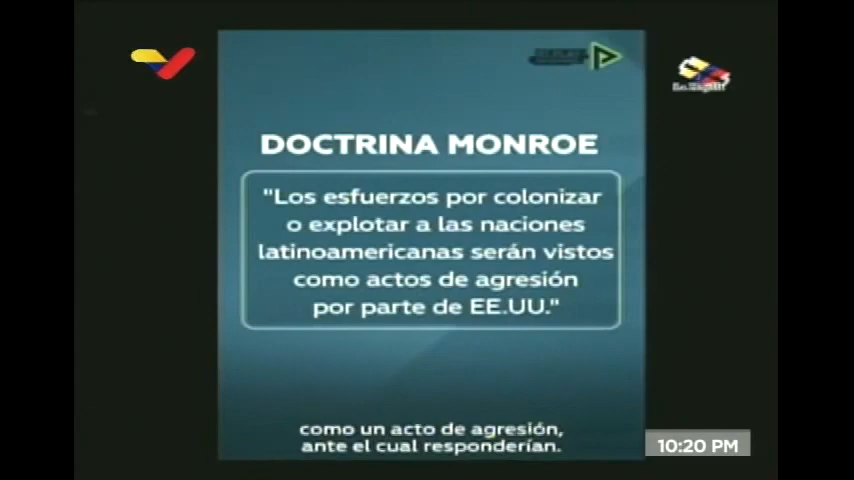 DOCTRINA MONROE
"Los esfuerzos por colonizar
o explotar a las naciones
latinoamericanas serán vistos
como actos de agresión
por parte de EE.UU."
como un acto de agresión,
ante el cual responderían.
10:20 PM